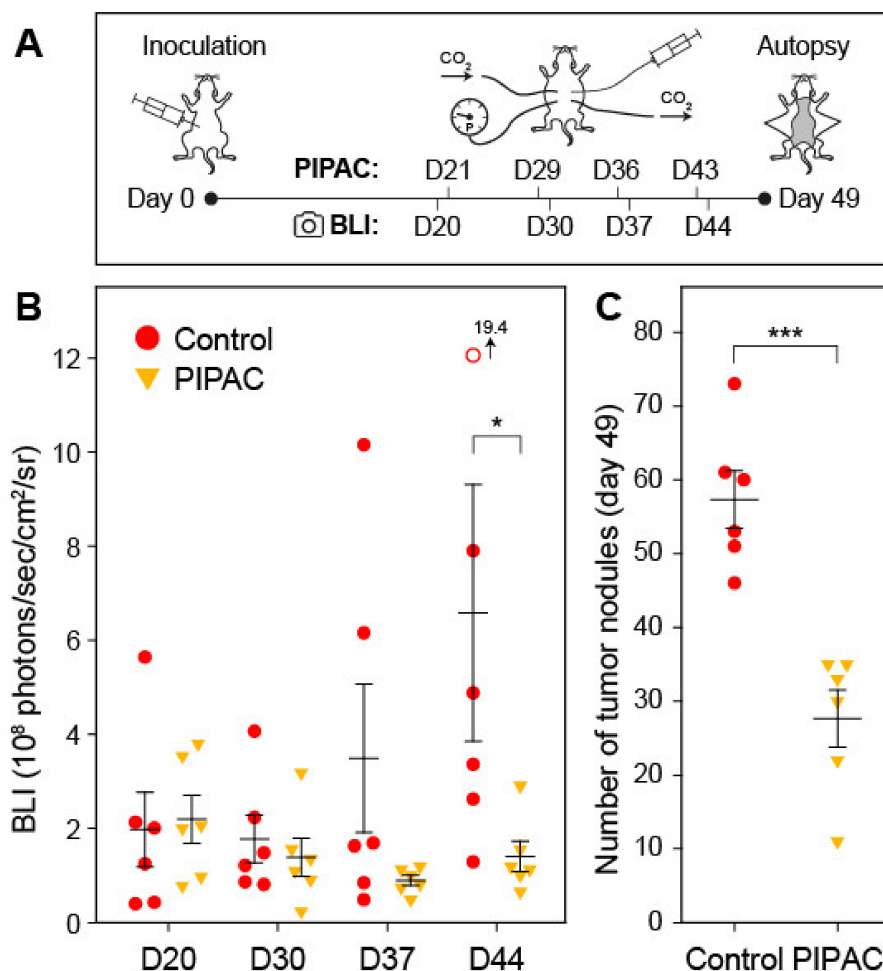 A
Inoculation
Autopsy
CO2
CO2
P
PIPAC: D21 D29 D36 D43
Day 0
Day 49
BLI: D20 D30 D37 D44
B
Control
PIPAC
19.4
*
BLI (10⁸ photons/sec/cm²/sr)
12
10
8
6
4
2
0
D20 D30 D37 D44
C
***
Number of tumor nodules (day 49)
80
70
60
50
40
30
20
10
0
Control PIPAC